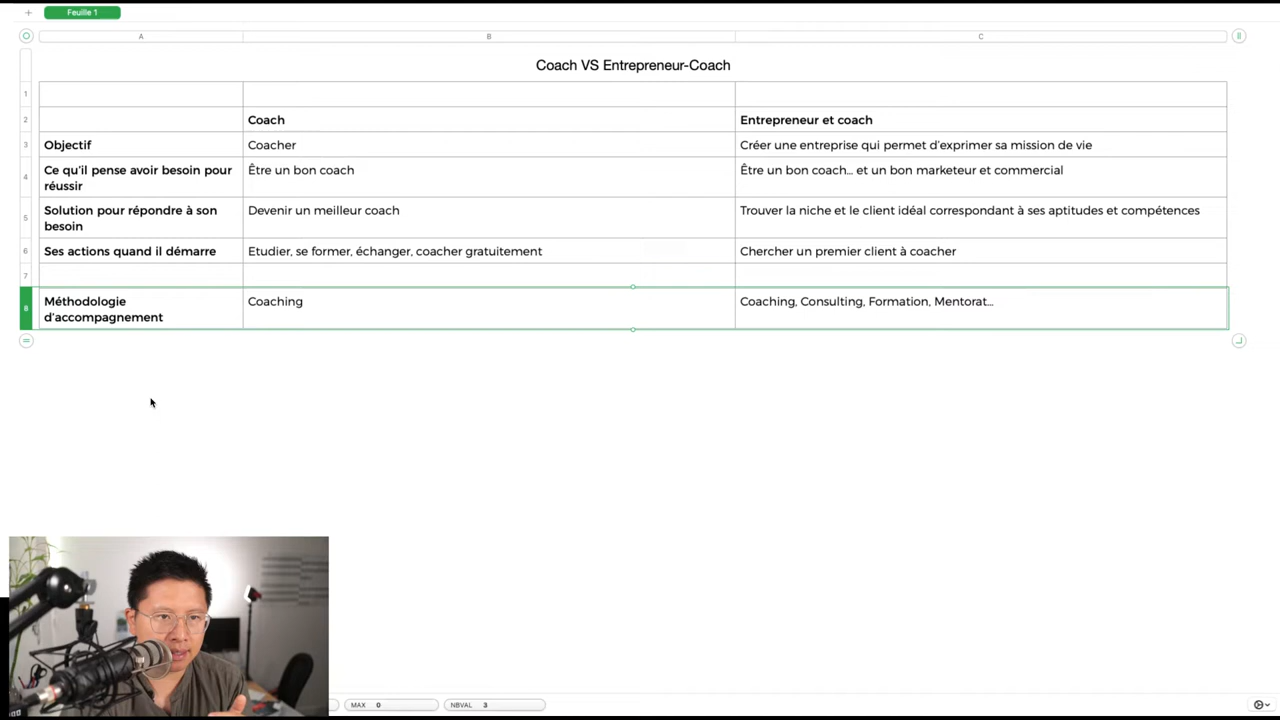 Feuille 1
A
B
C
Coach VS Entrepreneur-Coach
1
2
Coach
Entrepreneur et coach
3
Objectif
Coacher
Créer une entreprise qui permet d'exprimer sa mission de vie
4
Ce qu'il pense avoir besoin pour
réussir
Être un bon coach
Être un bon coach... et un bon marketeur et commercial
5
Solution pour répondre à son
besoin
Devenir un meilleur coach
Trouver la niche et le client idéal correspondant à ses aptitudes et compétences
6
Ses actions quand il démarre
Etudier, se former, échanger, coacher gratuitement
Chercher un premier client à coacher
7
8
Méthodologie
d'accompagnement
Coaching
Coaching, Consulting, Formation, Mentorat...
MAX 0
NBVAL 3